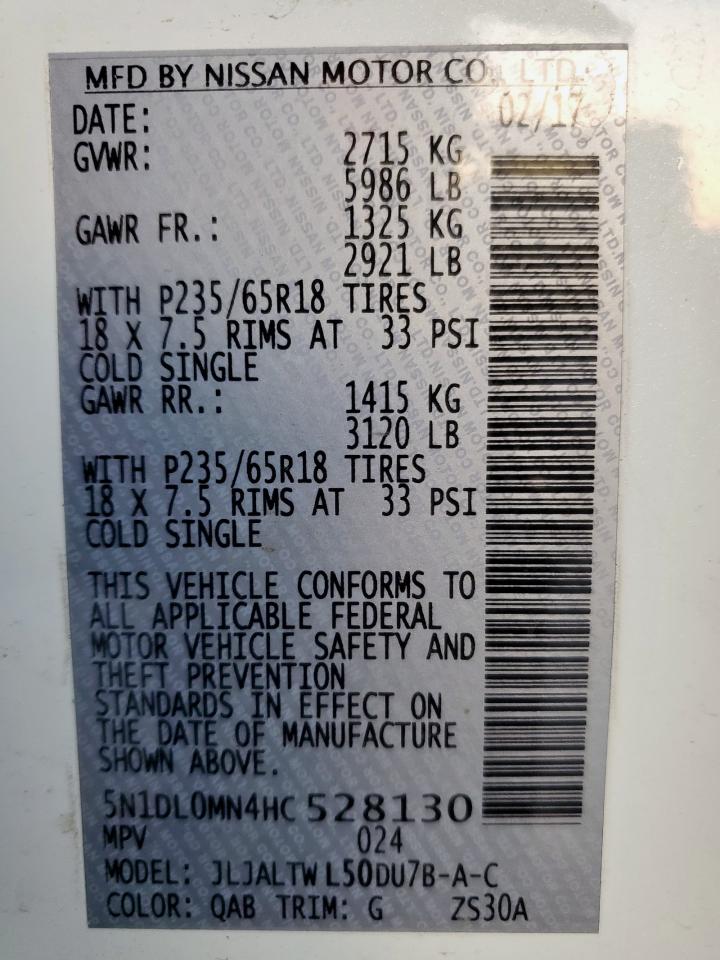 MFD BY NISSAN MOTOR CO., LTD.
DATE: 02/17
GVWR: 2715 KG
5986 LB
GAWR FR.: 1325 KG
2921 LB
WITH P235/65R18 TIRES
18 X 7.5 RIMS AT 33 PSI
COLD SINGLE
GAWR RR.: 1415 KG
3120 LB
WITH P235/65R18 TIRES
18 X 7.5 RIMS AT 33 PSI
COLD SINGLE
THIS VEHICLE CONFORMS TO
ALL APPLICABLE FEDERAL
MOTOR VEHICLE SAFETY AND
THEFT PREVENTION
STANDARDS IN EFFECT ON
THE DATE OF MANUFACTURE
SHOWN ABOVE.
5N1DL0MN4HC 528130
MPV 024
MODEL: JLJALTW L50DU7B-A-C
COLOR: QAB TRIM: G ZS30A